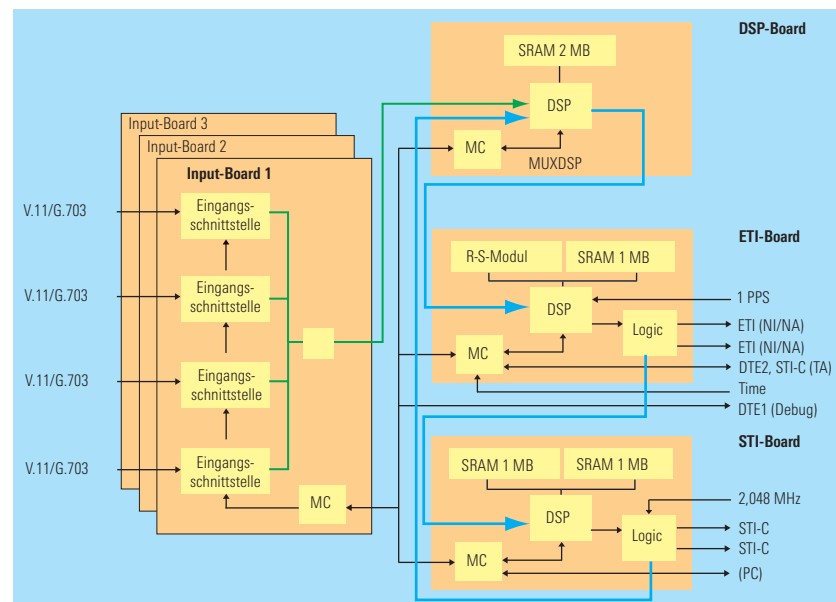 DSP-Board
SRAM 2 MB
DSP
MC
MUXDSP
Input-Board 3
Input-Board 2
Input-Board 1
V.11/G.703
Eingangs-
schnittstelle
V.11/G.703
Eingangs-
schnittstelle
V.11/G.703
Eingangs-
schnittstelle
V.11/G.703
Eingangs-
schnittstelle
MC
ETI-Board
R-S-Modul
SRAM 1 MB
DSP
1 PPS
Logic
ETI (NI/NA)
ETI (NI/NA)
MC
DTE2, STI-C (TA)
Time
DTE1 (Debug)
STI-Board
SRAM 1 MB
SRAM 1 MB
DSP
2,048 MHz
Logic
STI-C
STI-C
MC
(PC)